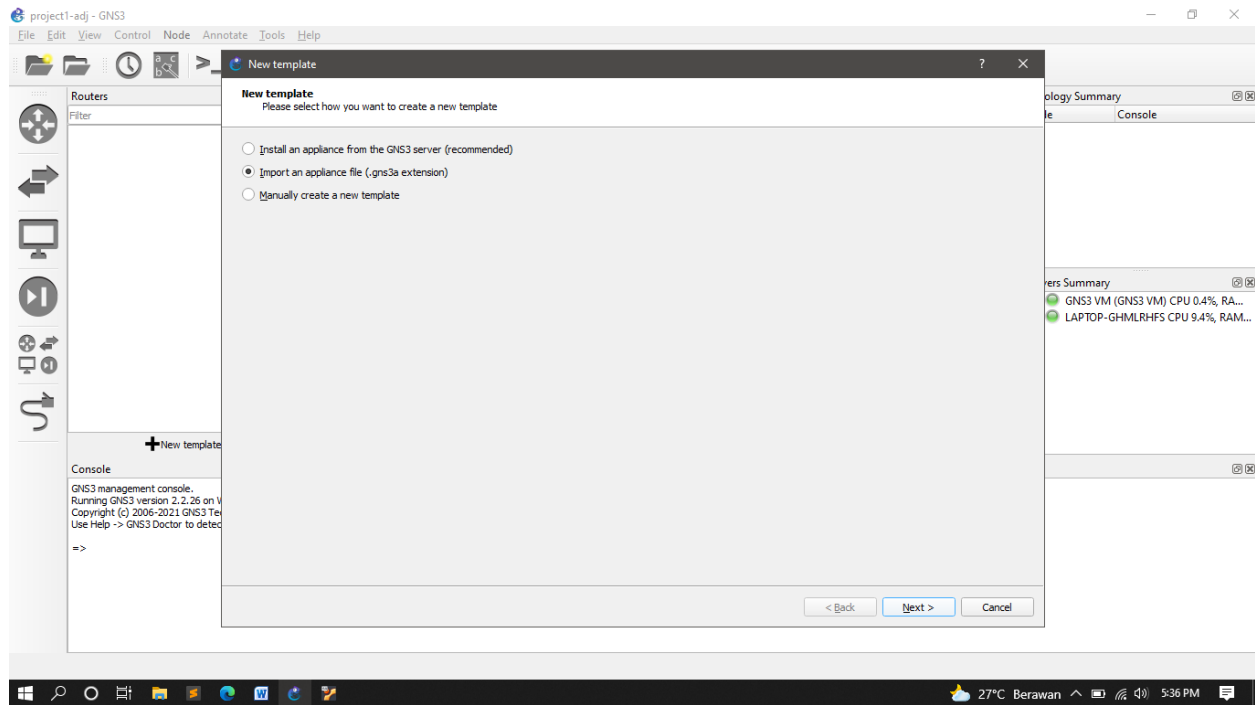 project1-adj - GNS3
File Edit View Control Node Annotate Tools Help
New template
?
New template
Please select how you want to create a new template
Install an appliance from the GNS3 server (recommended)
Import an appliance file (.gns3a extension)
Manually create a new template
< Back Next > Cancel
Routers
Filter
New template
Console
GNS3 management console.
Running GNS3 version 2.2.26 on
Copyright (c) 2006-2021 GNS3
Use Help -> GNS3 Doctor to detec
=>
ology Summary
le Console
ers Summary
GNS3 VM (GNS3 VM) CPU 0.4%, RA...
LAPTOP-GHMLRHFS CPU 9.4%, RAM...
27°C Berawan 5:36 PM